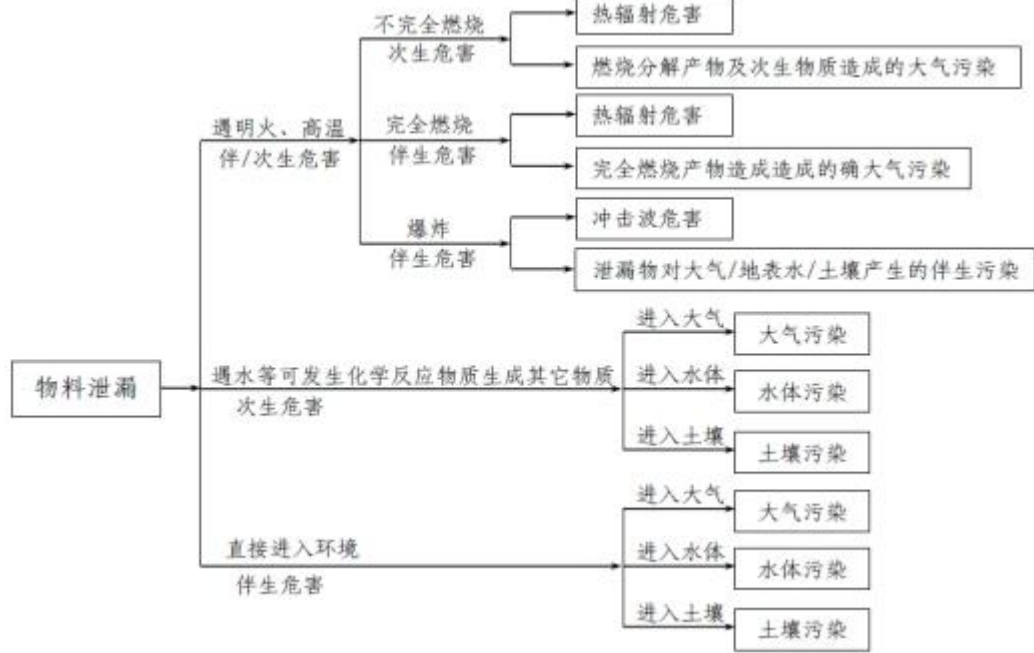 热辐射危害
不完全燃烧
次生危害
燃烧分解产物及次生物质造成的大气污染
热辐射危害
遇明火、高温
伴/次生危害
完全燃烧
伴生危害
完全燃烧产物造成造成的确大气污染
冲击波危害
爆炸
伴生危害
泄漏物对大气/地表水/土壤产生的伴生污染
物料泄漏
遇水等可发生化学反应物质生成其它物质
次生危害
进入大气
大气污染
进入水体
水体污染
进入土壤
土壤污染
直接进入环境
伴生危害
进入大气
大气污染
进入水体
水体污染
进入土壤
土壤污染